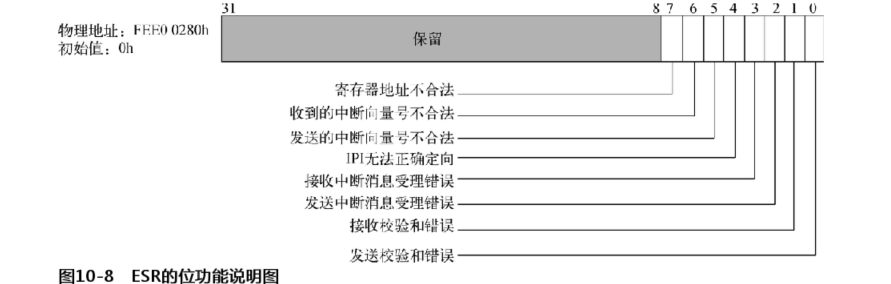 31 8 7 6 5 4 3 2 1 0
物理地址：FEE0 0280h
初始值：0h
保留
寄存器地址不合法
收到的中断向量号不合法
发送的中断向量号不合法
IPI无法正确定向
接收中断消息受理错误
发送中断消息受理错误
接收校验和错误
发送校验和错误
图10-8 ESR的位功能说明图